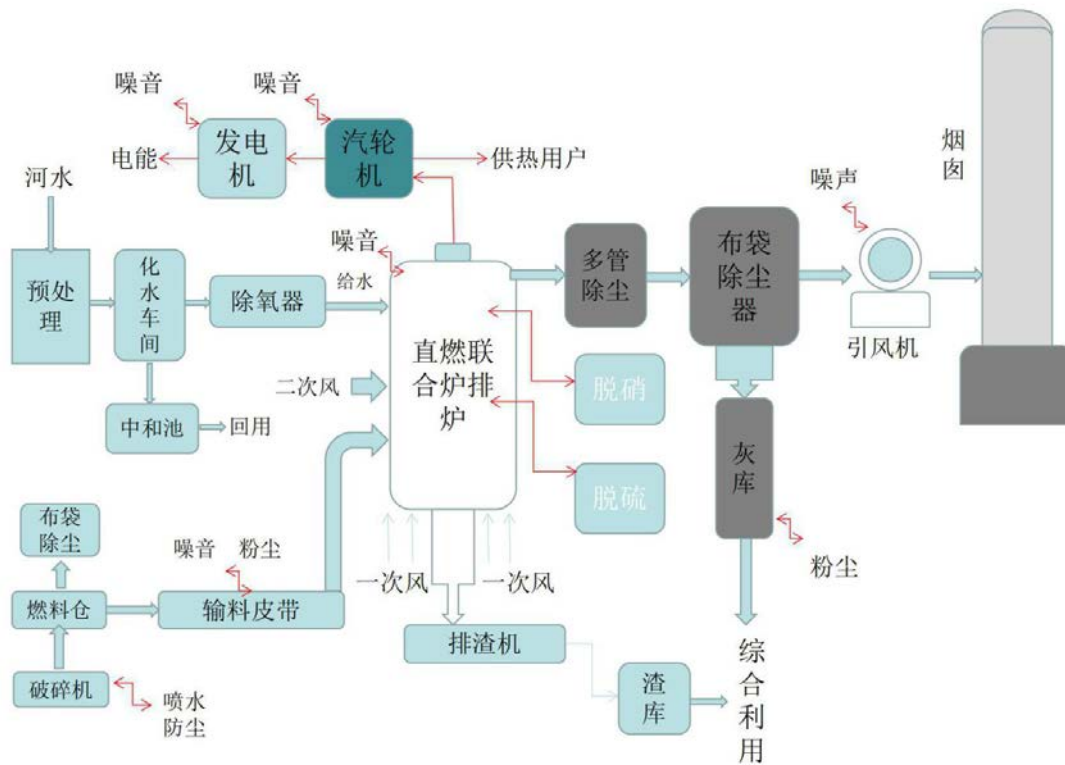 噪音
噪音
发电
机
汽轮
机
电能
供热用户
烟
囱
河水
噪声
噪音
预处
理
化
水
车
间
除氧器
给水
多管
除尘
布袋
除尘
器
引风机
直燃联
合炉排
炉
二次风
脱硝
中和池
回用
脱硫
灰
库
布袋
除尘
噪音
粉尘
一次风
一次风
粉尘
燃料仓
输料皮带
排渣机
破碎机
喷水
防尘
渣
库
综
合
利
用